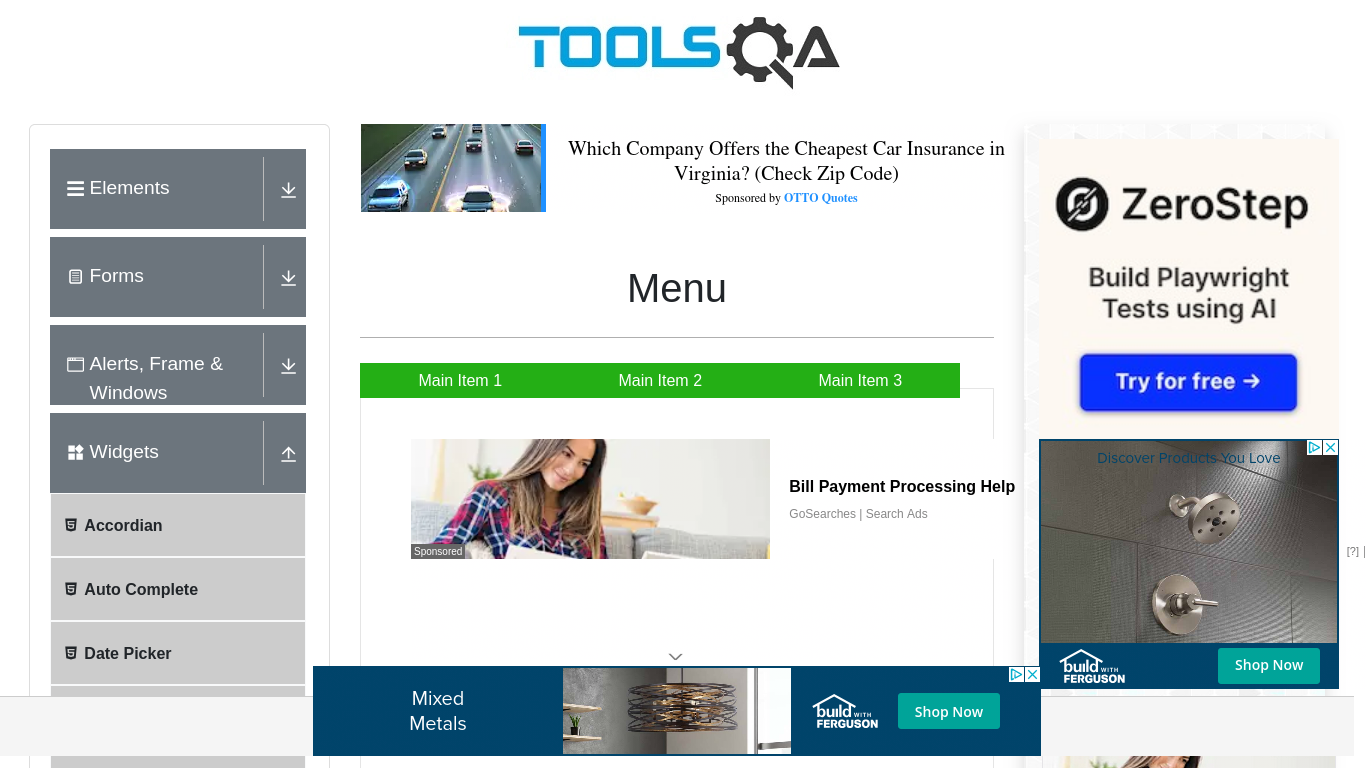 TOOLSQA
Elements
Forms
Alerts, Frame &
Windows
Widgets
Accordian
Auto Complete
Date Picker
Which Company Offers the Cheapest Car Insurance in
Virginia? (Check Zip Code)
Sponsored by OTTO Quotes
Menu
Main Item 1
Main Item 2
Main Item 3
Bill Payment Processing Help
GoSearches | Search Ads
Sponsored
ZeroStep
Build Playwright
Tests using AI
Try for free →
Discover Products You Love
build WITH
FERGUSON
Shop Now
[?]
Mixed
Metals
build WITH
FERGUSON
Shop Now